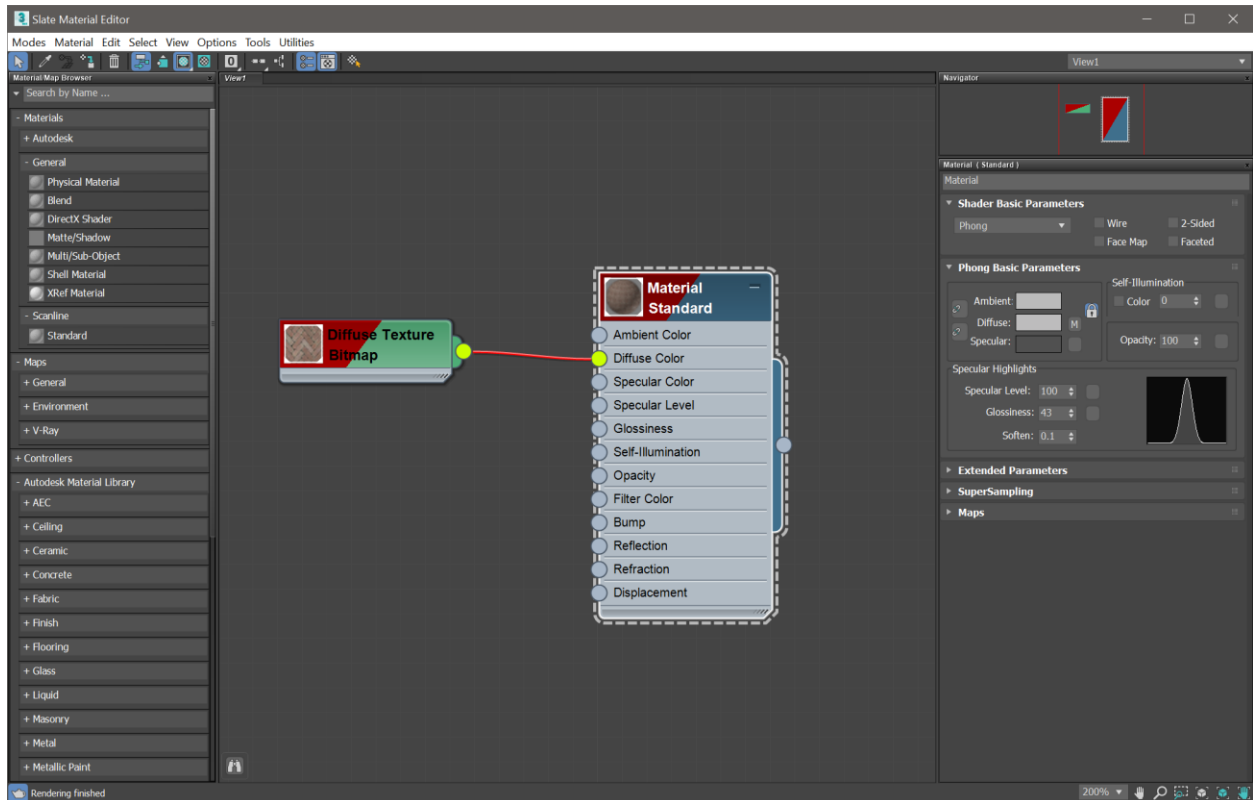 Slate Material Editor
Modes Material Edit Select View Options Tools Utilities
View1
Material/Map Browser
View1
Navigator
Search by Name ...
- Materials
+ Autodesk
- General
Physical Material
Blend
DirectX Shader
Matte/Shadow
Multi/Sub-Object
Shell Material
XRef Material
- Scanline
Standard
- Maps
+ General
+ Environment
+ V-Ray
+ Controllers
- Autodesk Material Library
+ AEC
+ Ceiling
+ Ceramic
+ Concrete
+ Fabric
+ Finish
+ Flooring
+ Glass
+ Liquid
+ Masonry
+ Metal
+ Metallic Paint
Diffuse Texture
Bitmap
Material
Standard
Ambient Color
Diffuse Color
Specular Color
Specular Level
Glossiness
Self-Illumination
Opacity
Filter Color
Bump
Reflection
Refraction
Displacement
Material ( Standard )
Material
Shader Basic Parameters
Phong
Wire 2-Sided
Face Map Faceted
Phong Basic Parameters
Self-Illumination
Ambient: Color 0
Diffuse: M
Specular: Opacity: 100
Specular Highlights
Specular Level: 100
Glossiness: 43
Soften: 0.1
Extended Parameters
SuperSampling
Maps
Rendering finished
200%